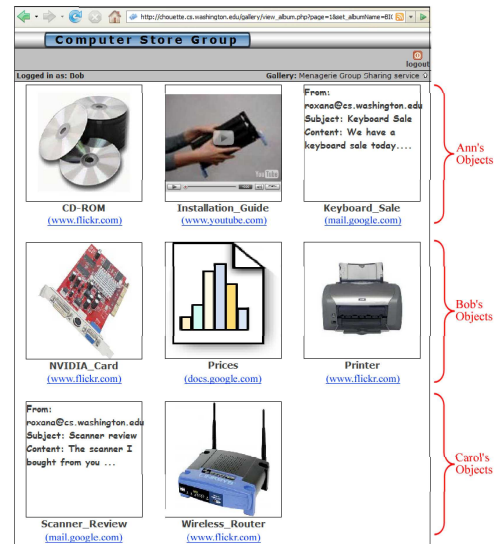 http://chouette.cs.washington.edu/gallery/view_album.php?page=1&set_albumName=BIC
Computer Store Group
logout
Logged in as: Bob
Gallery: Menagerie Group Sharing service
From:
roxana@cs.washington.edu
Subject: Keyboard Sale
Content: We have a
keyboard sale today....
YouTube
CD-ROM
(www.flickr.com)
Installation_Guide
(www.youtube.com)
Keyboard_Sale
(mail.google.com)
Ann's
Objects
NVIDIA_Card
(www.flickr.com)
Prices
(docs.google.com)
Printer
(www.flickr.com)
Bob's
Objects
From:
roxana@cs.washington.edu
Subject: Scanner review
Content: The scanner I
bought from you ...
Scanner_Review
(mail.google.com)
Wireless_Router
(www.flickr.com)
Carol's
Objects